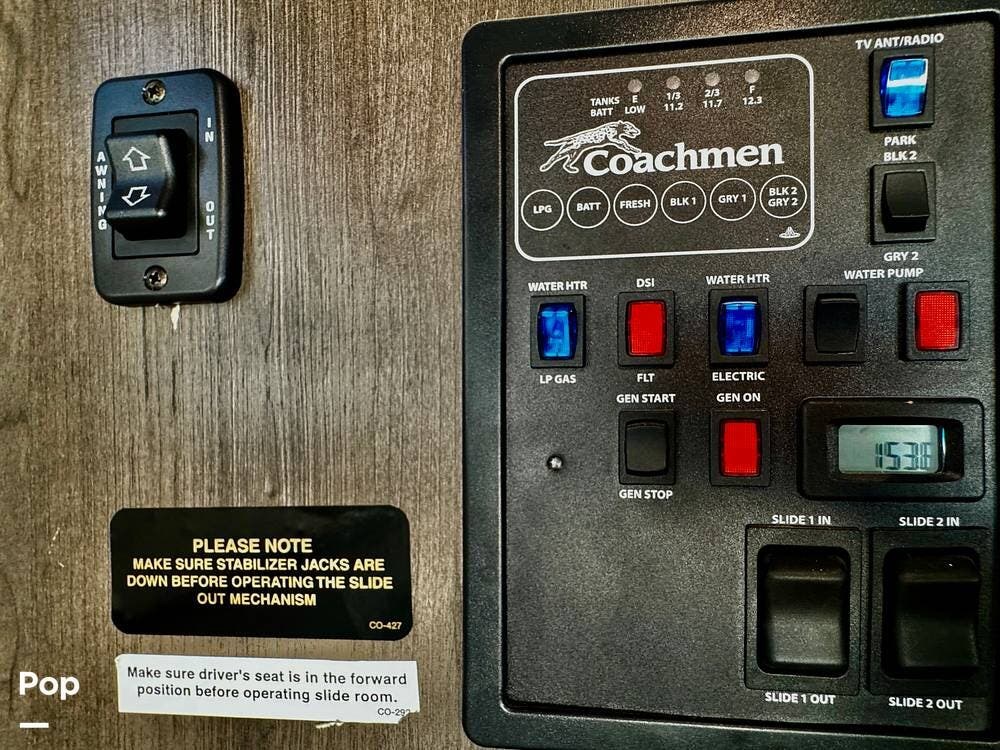 AWNING
IN
OUT
TANKS E 1/3 2/3 F
BATT LOW 11.2 11.7 12.3
Coachmen
LPG BATT FRESH BLK 1 GRY 1 BLK 2 GRY 2
TV ANT/RADIO
PARK
BLK 2
GRY 2
WATER HTR DSI WATER HTR WATER PUMP
LP GAS FLT ELECTRIC
GEN START GEN ON
GEN STOP
SLIDE 1 IN SLIDE 2 IN
SLIDE 1 OUT SLIDE 2 OUT
PLEASE NOTE
MAKE SURE STABILIZER JACKS ARE
DOWN BEFORE OPERATING THE SLIDE
OUT MECHANISM
CO-427
Make sure driver's seat is in the forward
position before operating slide room.
Pop